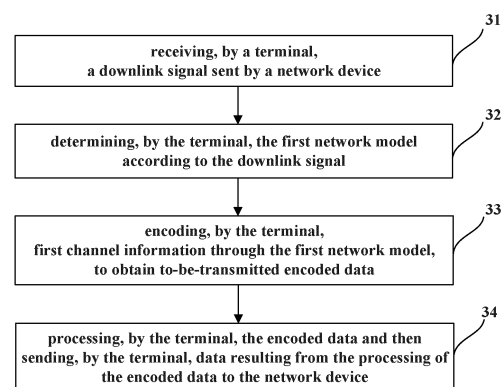 31
receiving, by a terminal,
a downlink signal sent by a network device
32
determining, by the terminal, the first network model
according to the downlink signal
33
encoding, by the terminal,
first channel information through the first network model,
to obtain to-be-transmitted encoded data
34
processing, by the terminal, the encoded data and then
sending, by the terminal, data resulting from the processing of
the encoded data to the network device